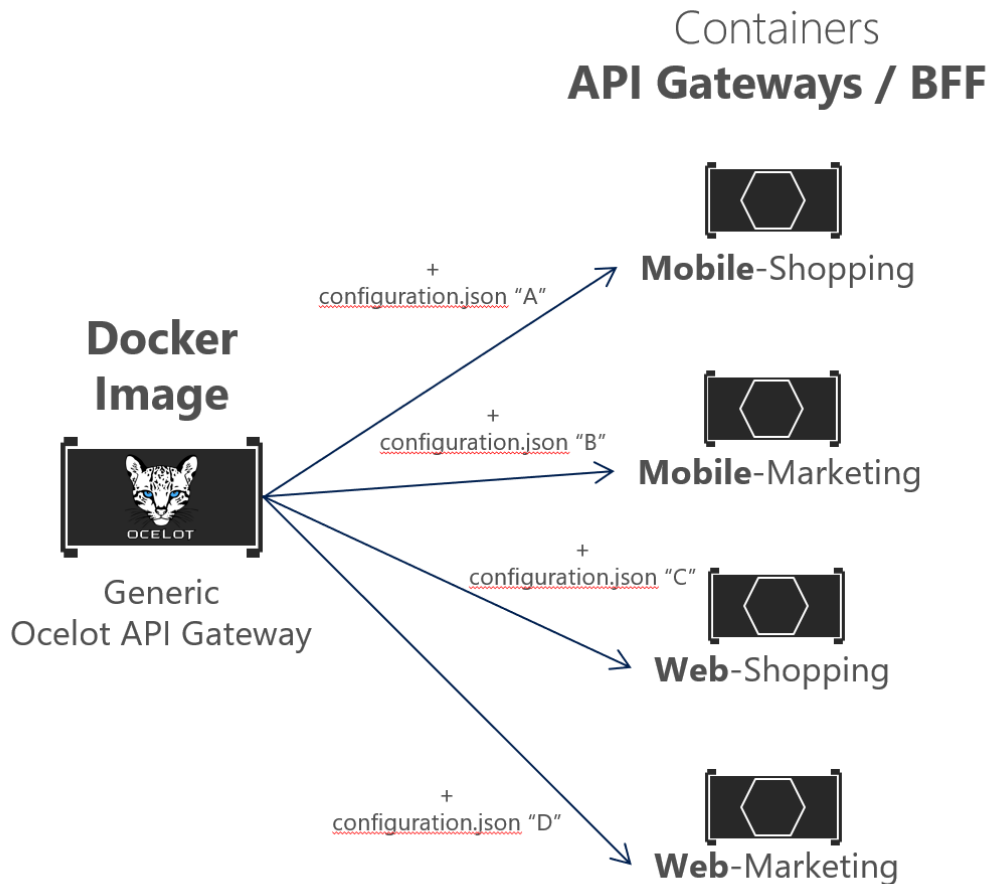 Containers
API Gateways / BFF
Mobile-Shopping
+
configuration.json “A”
Docker
Image
Mobile-Marketing
+
configuration.json “B”
OCELOT
Generic
Ocelot API Gateway
+
configuration.json “C”
Web-Shopping
+
configuration.json “D”
Web-Marketing